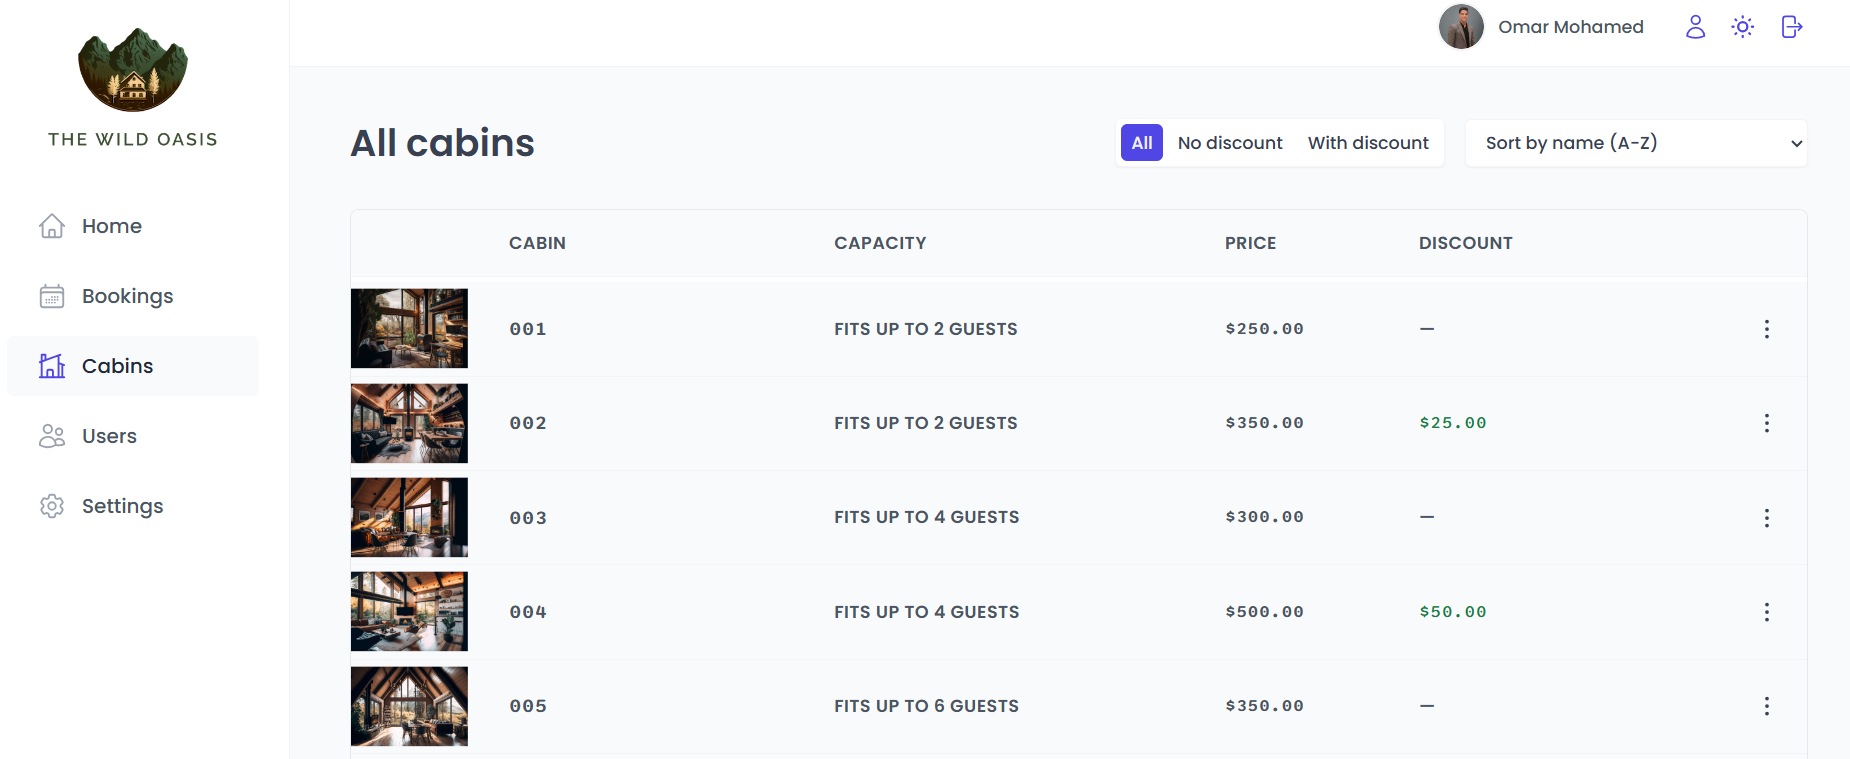 THE WILD OASIS
Home
Bookings
Cabins
Users
Settings
Omar Mohamed
All cabins
All No discount With discount Sort by name (A-Z)
CABIN CAPACITY PRICE DISCOUNT
001 FITS UP TO 2 GUESTS $250.00 —
002 FITS UP TO 2 GUESTS $350.00 $25.00
003 FITS UP TO 4 GUESTS $300.00 —
004 FITS UP TO 4 GUESTS $500.00 $50.00
005 FITS UP TO 6 GUESTS $350.00 —